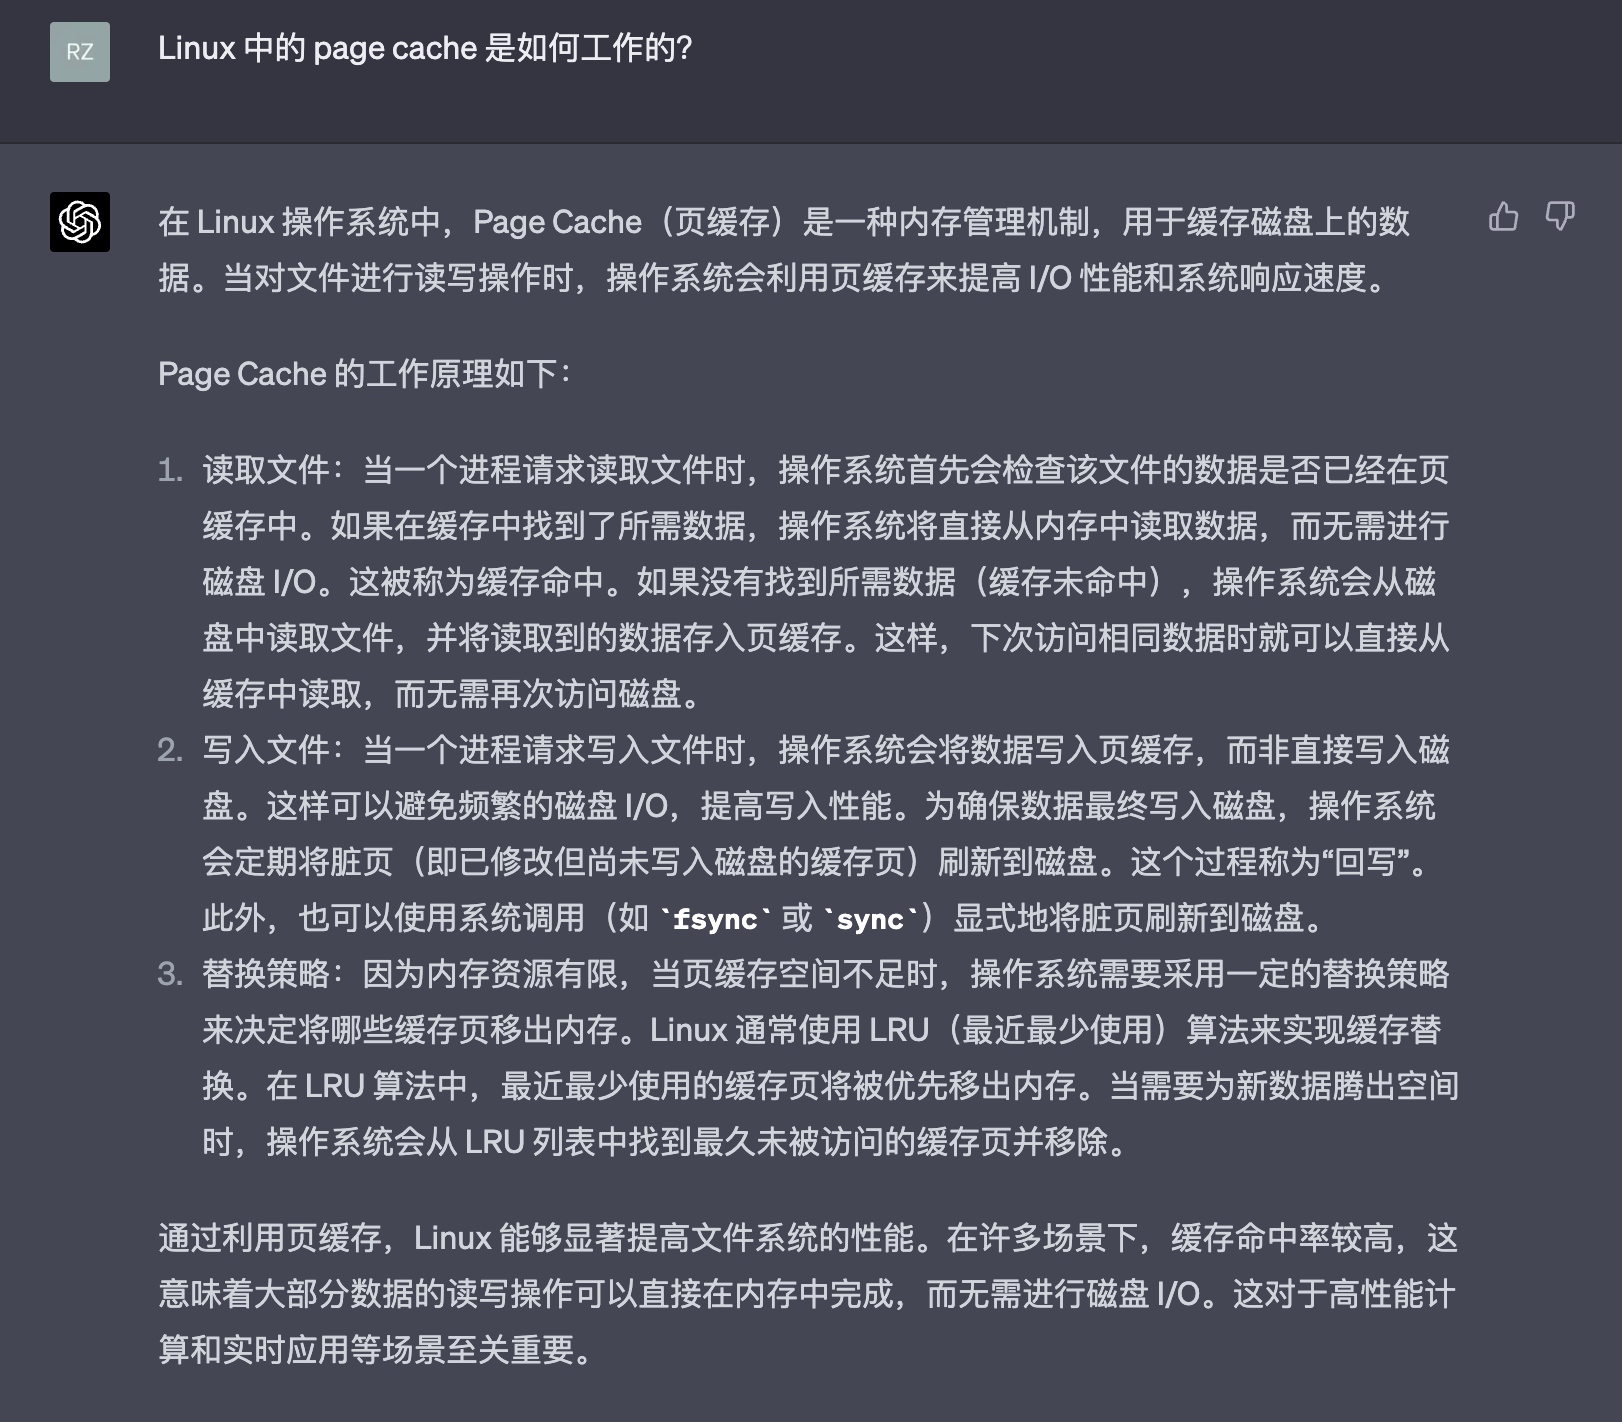 RZ
Linux 中的 page cache 是如何工作的?
在 Linux 操作系统中，Page Cache（页缓存）是一种内存管理机制，用于缓存磁盘上的数
据。当对文件进行读写操作时，操作系统会利用页缓存来提高 I/O 性能和系统响应速度。
Page Cache 的工作原理如下：
1. 读取文件：当一个进程请求读取文件时，操作系统首先会检查该文件的数据是否已经在页
缓存中。如果在缓存中找到了所需数据，操作系统将直接从内存中读取数据，而无需进行
磁盘 I/O。这被称为缓存命中。如果没有找到所需数据（缓存未命中），操作系统会从磁
盘中读取文件，并将读取到的数据存入页缓存。这样，下次访问相同数据时就可以直接从
缓存中读取，而无需再次访问磁盘。
2. 写入文件：当一个进程请求写入文件时，操作系统会将数据写入页缓存，而非直接写入磁
盘。这样可以避免频繁的磁盘 I/O，提高写入性能。为确保数据最终写入磁盘，操作系统
会定期将脏页（即已修改但尚未写入磁盘的缓存页）刷新到磁盘。这个过程称为“回写”。
此外，也可以使用系统调用（如 `fsync` 或 `sync`）显式地将脏页刷新到磁盘。
3. 替换策略：因为内存资源有限，当页缓存空间不足时，操作系统需要采用一定的替换策略
来决定将哪些缓存页移出内存。Linux 通常使用 LRU（最近最少使用）算法来实现缓存替
换。在 LRU 算法中，最近最少使用的缓存页将被优先移出内存。当需要为新数据腾出空间
时，操作系统会从 LRU 列表中找到最久未被访问的缓存页并移除。
通过利用页缓存，Linux 能够显著提高文件系统的性能。在许多场景下，缓存命中率较高，这
意味着大部分数据的读写操作可以直接在内存中完成，而无需进行磁盘 I/O。这对于高性能计
算和实时应用等场景至关重要。